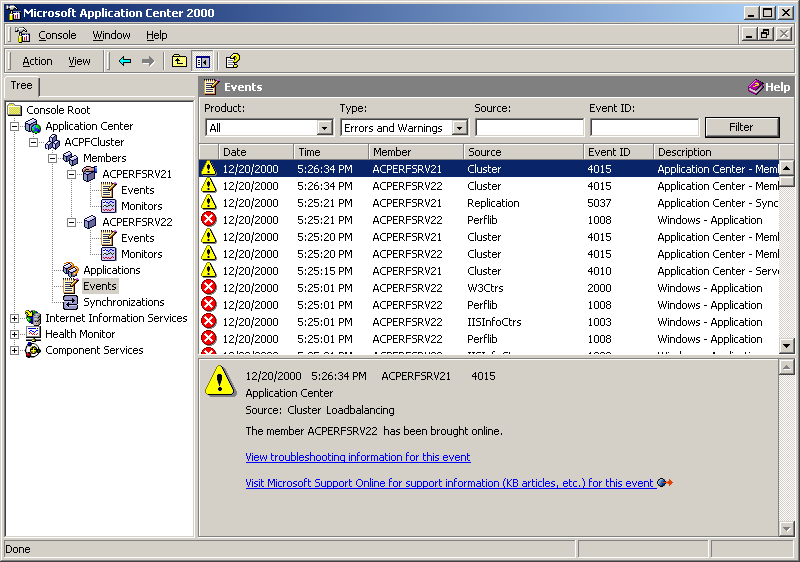 Microsoft Application Center 2000
Console Window Help
Action View
Tree
Console Root
Application Center
ACPFCluster
Members
ACPERFSRV21
Events
Monitors
ACPERFSRV22
Events
Monitors
Applications
Events
Synchronizations
Internet Information Services
Health Monitor
Component Services
Events Help
Product: Type: Source: Event ID:
All Errors and Warnings Filter
Date Time Member Source Event ID Description
12/20/2000 5:26:34 PM ACPERFSRV21 Cluster 4015 Application Center - Mem
12/20/2000 5:26:34 PM ACPERFSRV22 Cluster 4015 Application Center - Mem
12/20/2000 5:25:21 PM ACPERFSRV21 Replication 5037 Application Center - Sync
12/20/2000 5:25:21 PM ACPERFSRV22 Perflib 1008 Windows - Application
12/20/2000 5:25:20 PM ACPERFSRV21 Cluster 4015 Application Center - Mem
12/20/2000 5:25:20 PM ACPERFSRV22 Cluster 4015 Application Center - Mem
12/20/2000 5:25:15 PM ACPERFSRV21 Cluster 4010 Application Center - Serv
12/20/2000 5:25:01 PM ACPERFSRV22 W3Ctrs 2000 Windows - Application
12/20/2000 5:25:01 PM ACPERFSRV22 Perflib 1008 Windows - Application
12/20/2000 5:25:01 PM ACPERFSRV22 IISInfoCtrs 1003 Windows - Application
12/20/2000 5:25:01 PM ACPERFSRV22 Perflib 1008 Windows - Application
12/20/2000 5:26:34 PM ACPERFSRV21 4015
Application Center
Source: Cluster Loadbalancing
The member ACPERFSRV22 has been brought online.
View troubleshooting information for this event
Visit Microsoft Support Online for support information (KB articles, etc.) for this event
Done